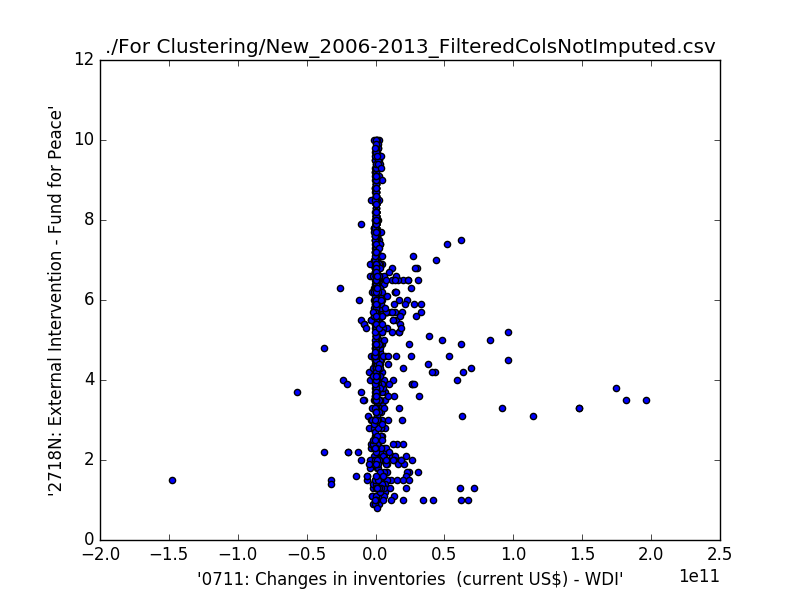 ./For Clustering/New_2006-2013_FilteredColsNotImputed.csv
12
10
8
6
4
2
0
'2718N: External Intervention - Fund for Peace'
−2.0 −1.5 −1.0 −0.5 0.0 0.5 1.0 1.5 2.0 2.5
1e11
'0711: Changes in inventories  (current US$) - WDI'